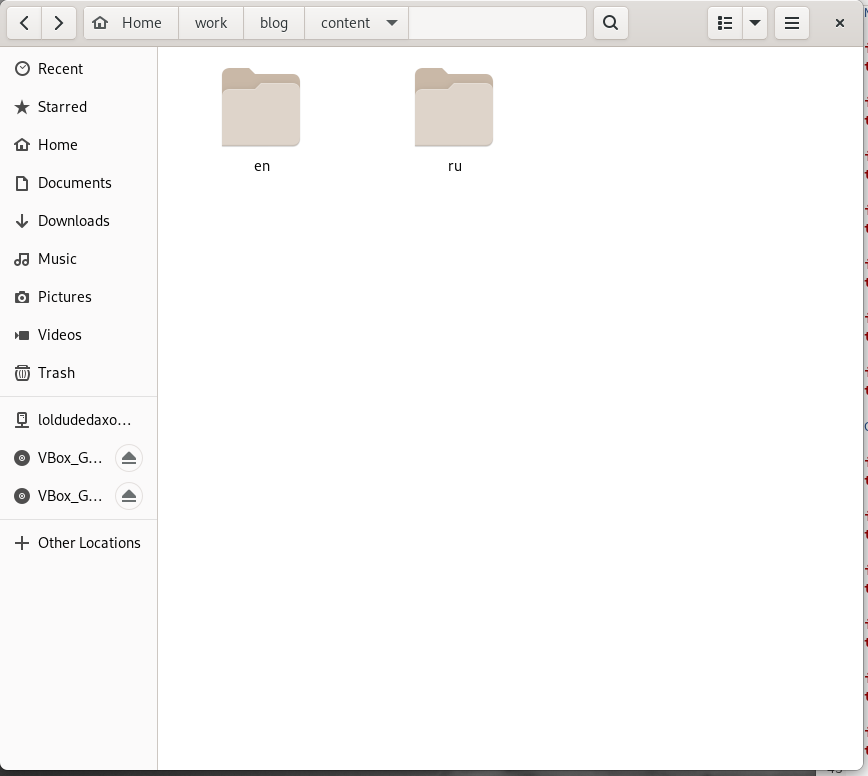 Home work blog content
Recent
Starred
Home
Documents
Downloads
Music
Pictures
Videos
Trash
loldudedaxo...
VBox_G...
VBox_G...
Other Locations
en ru